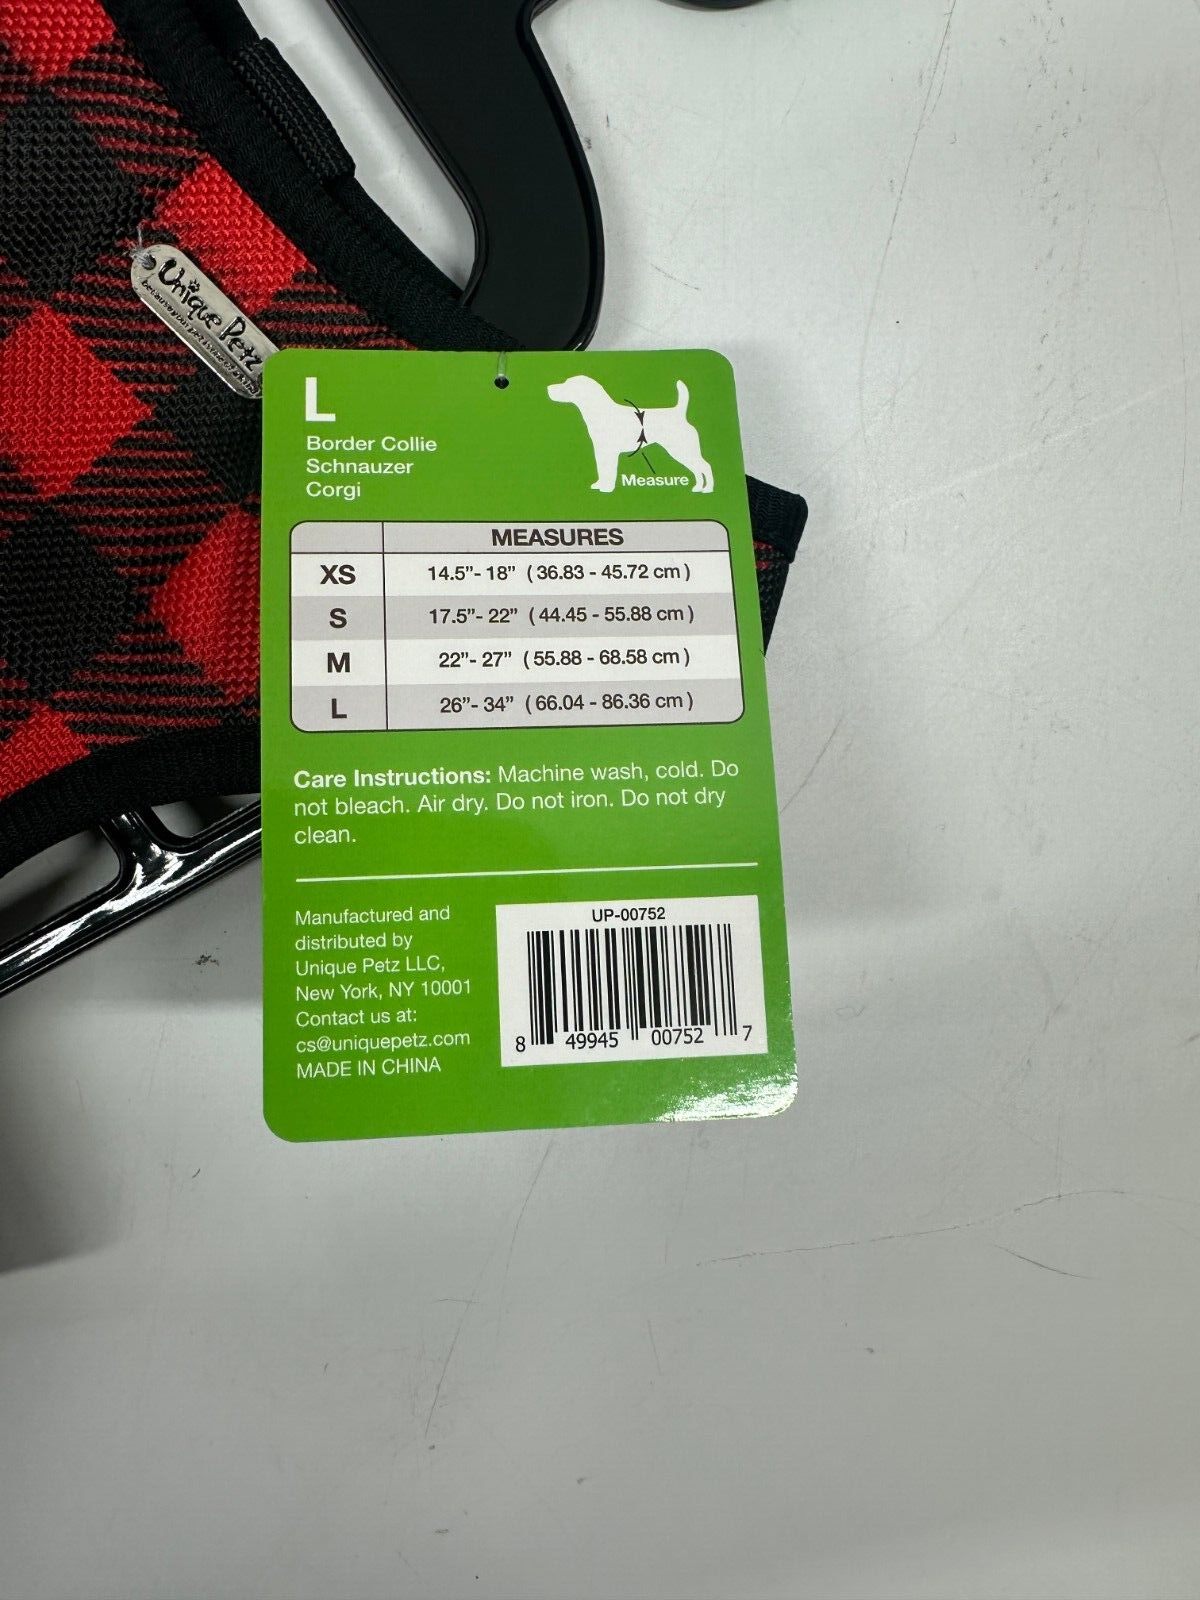 Unique Petz
L
Border Collie
Schnauzer
Corgi
Measure
MEASURES
XS 14.5”- 18” ( 36.83 - 45.72 cm )
S 17.5”- 22” ( 44.45 - 55.88 cm )
M 22”- 27” ( 55.88 - 68.58 cm )
L 26”- 34” ( 66.04 - 86.36 cm )
Care Instructions: Machine wash, cold. Do
not bleach. Air dry. Do not iron. Do not dry
clean.
Manufactured and
distributed by
Unique Petz LLC,
New York, NY 10001
Contact us at:
cs@uniquepetz.com
MADE IN CHINA
UP-00752
8 49945 00752 7